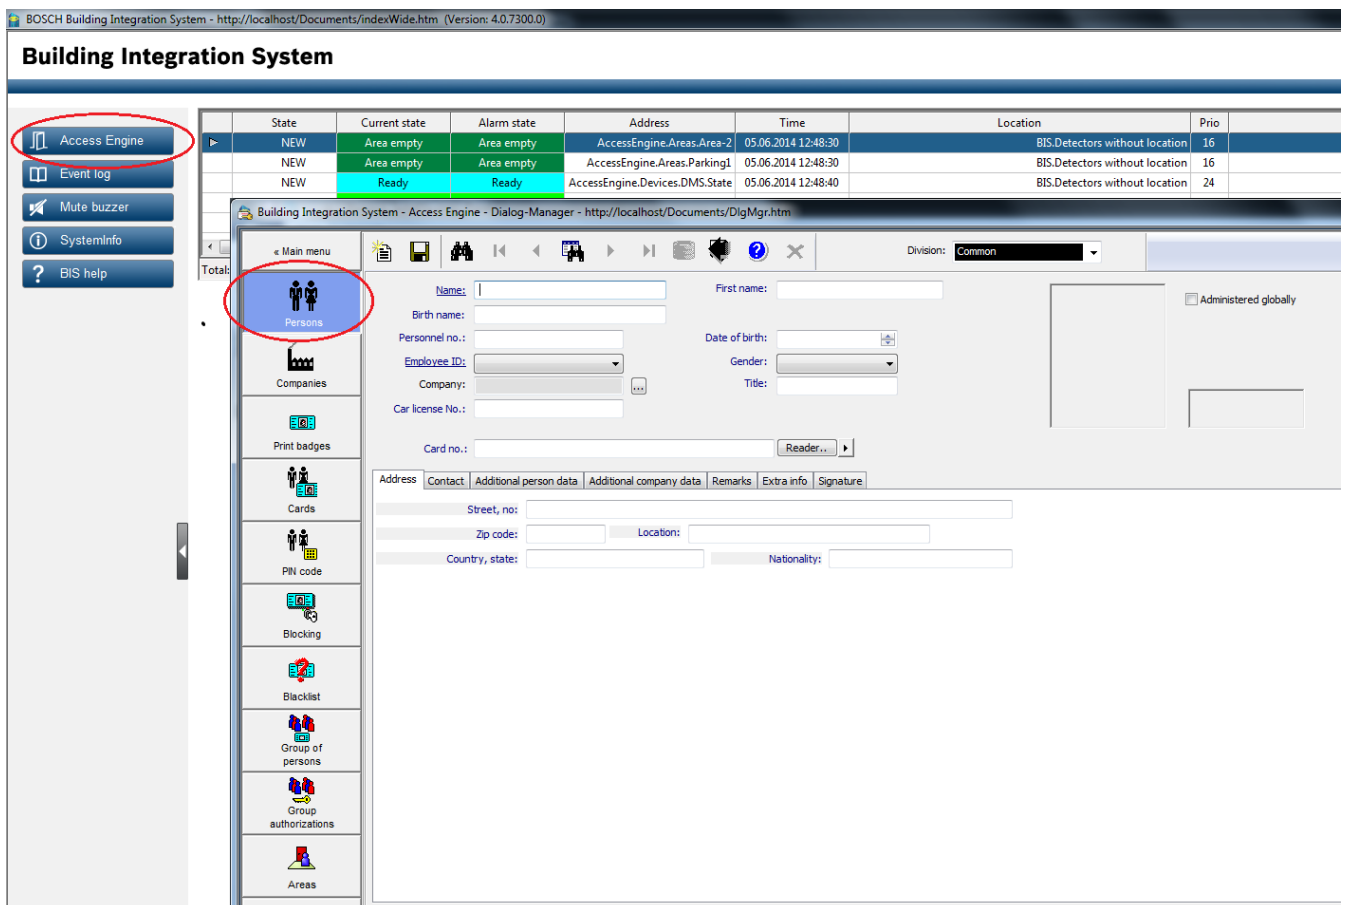 BOSCH Building Integration System - http://localhost/Documents/indexWide.htm (Version: 4.0.7300.0)
Building Integration System
Access Engine
Event log
Mute buzzer
SystemInfo
BIS help
State Current state Alarm state Address Time Location Prio
NEW Area empty Area empty AccessEngine.Areas.Area-2 05.06.2014 12:48:30 BIS.Detectors without location 16
NEW Area empty Area empty AccessEngine.Areas.Parking1 05.06.2014 12:48:30 BIS.Detectors without location 16
NEW Ready Ready AccessEngine.Devices.DMS.State 05.06.2014 12:48:40 BIS.Detectors without location 24
Total:
Building Integration System - Access Engine - Dialog-Manager - http://localhost/Documents/DlgMgr.htm
« Main menu
Division: Common
Persons
Companies
Print badges
Cards
PIN code
Blocking
Blacklist
Group of
persons
Group
authorizations
Areas
Name: First name:
Administered globally
Birth name:
Personnel no.: Date of birth:
Employee ID: Gender:
Company: ... Title:
Car license No.:
Card no.: Reader..
Address Contact Additional person data Additional company data Remarks Extra info Signature
Street, no:
Zip code: Location:
Country, state: Nationality: